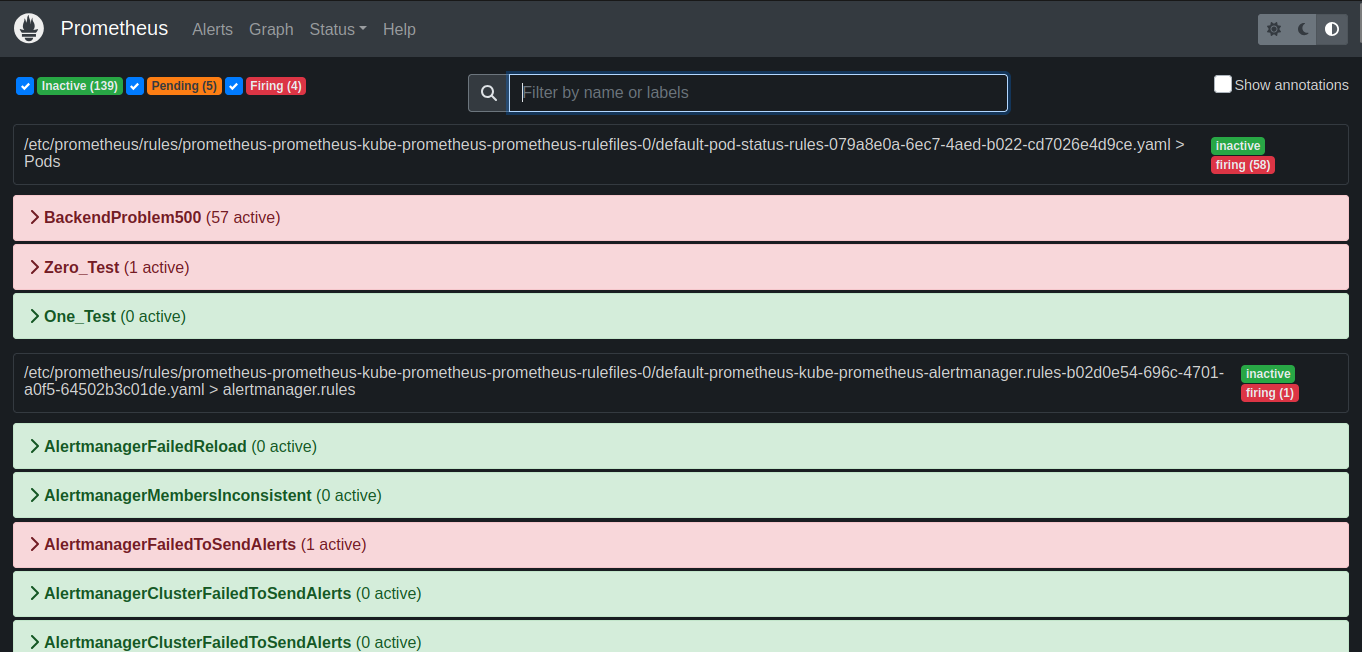 Prometheus Alerts Graph Status Help
Inactive (139) Pending (5) Firing (4) Filter by name or labels Show annotations
/etc/prometheus/rules/prometheus-prometheus-kube-prometheus-prometheus-rulefiles-0/default-pod-status-rules-079a8e0a-6ec7-4aed-b022-cd7026e4d9ce.yaml >
Pods
inactive
firing (58)
BackendProblem500 (57 active)
Zero_Test (1 active)
One_Test (0 active)
/etc/prometheus/rules/prometheus-prometheus-kube-prometheus-prometheus-rulefiles-0/default-prometheus-kube-prometheus-alertmanager.rules-b02d0e54-696c-4701-
a0f5-64502b3c01de.yaml > alertmanager.rules
inactive
firing (1)
AlertmanagerFailedReload (0 active)
AlertmanagerMembersInconsistent (0 active)
AlertmanagerFailedToSendAlerts (1 active)
AlertmanagerClusterFailedToSendAlerts (0 active)
AlertmanagerClusterFailedToSendAlerts (0 active)